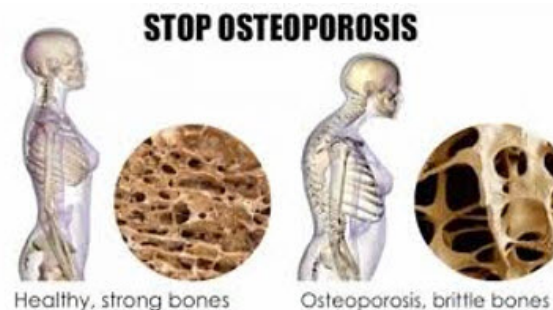 STOP OSTEOPOROSIS
Healthy, strong bones
Osteoporosis, brittle bones